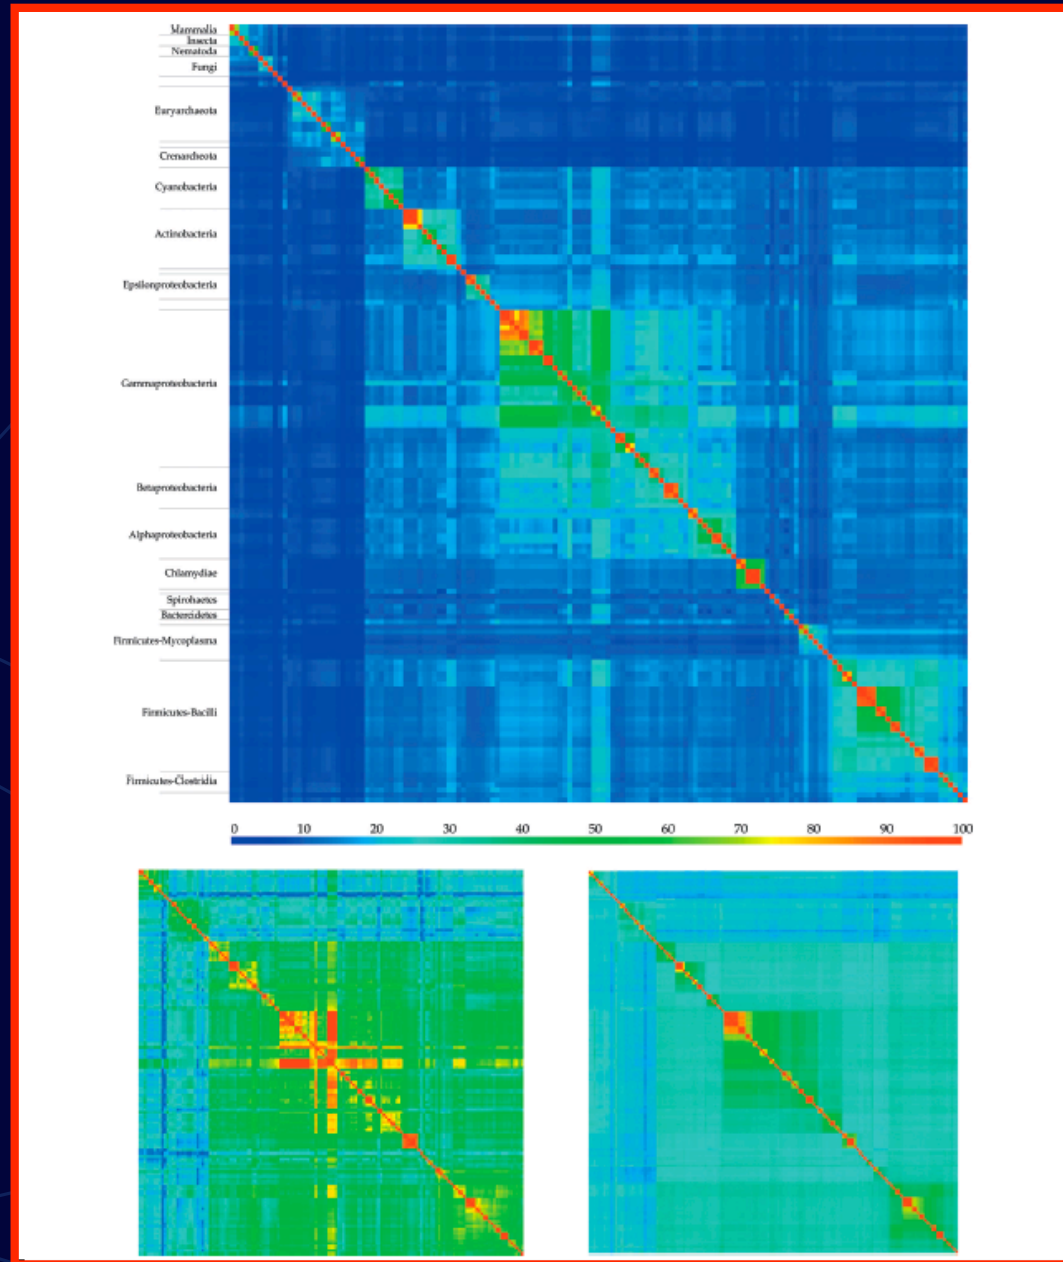 Mammalia
Insecta
Nematoda
Fungi
Euryarchaeota
Crenarcheota
Cyanobacteria
Actinobacteria
Epsilonproteobacteria
Gammaproteobacteria
Betaproteobacteria
Alphaproteobacteria
Chlamydiae
Spirohaetes
Bacteroidetes
Firmicutes-Mycoplasma
Firmicutes-Bacilli
Firmicutes-Clostridia
0 10 20 30 40 50 60 70 80 90 100